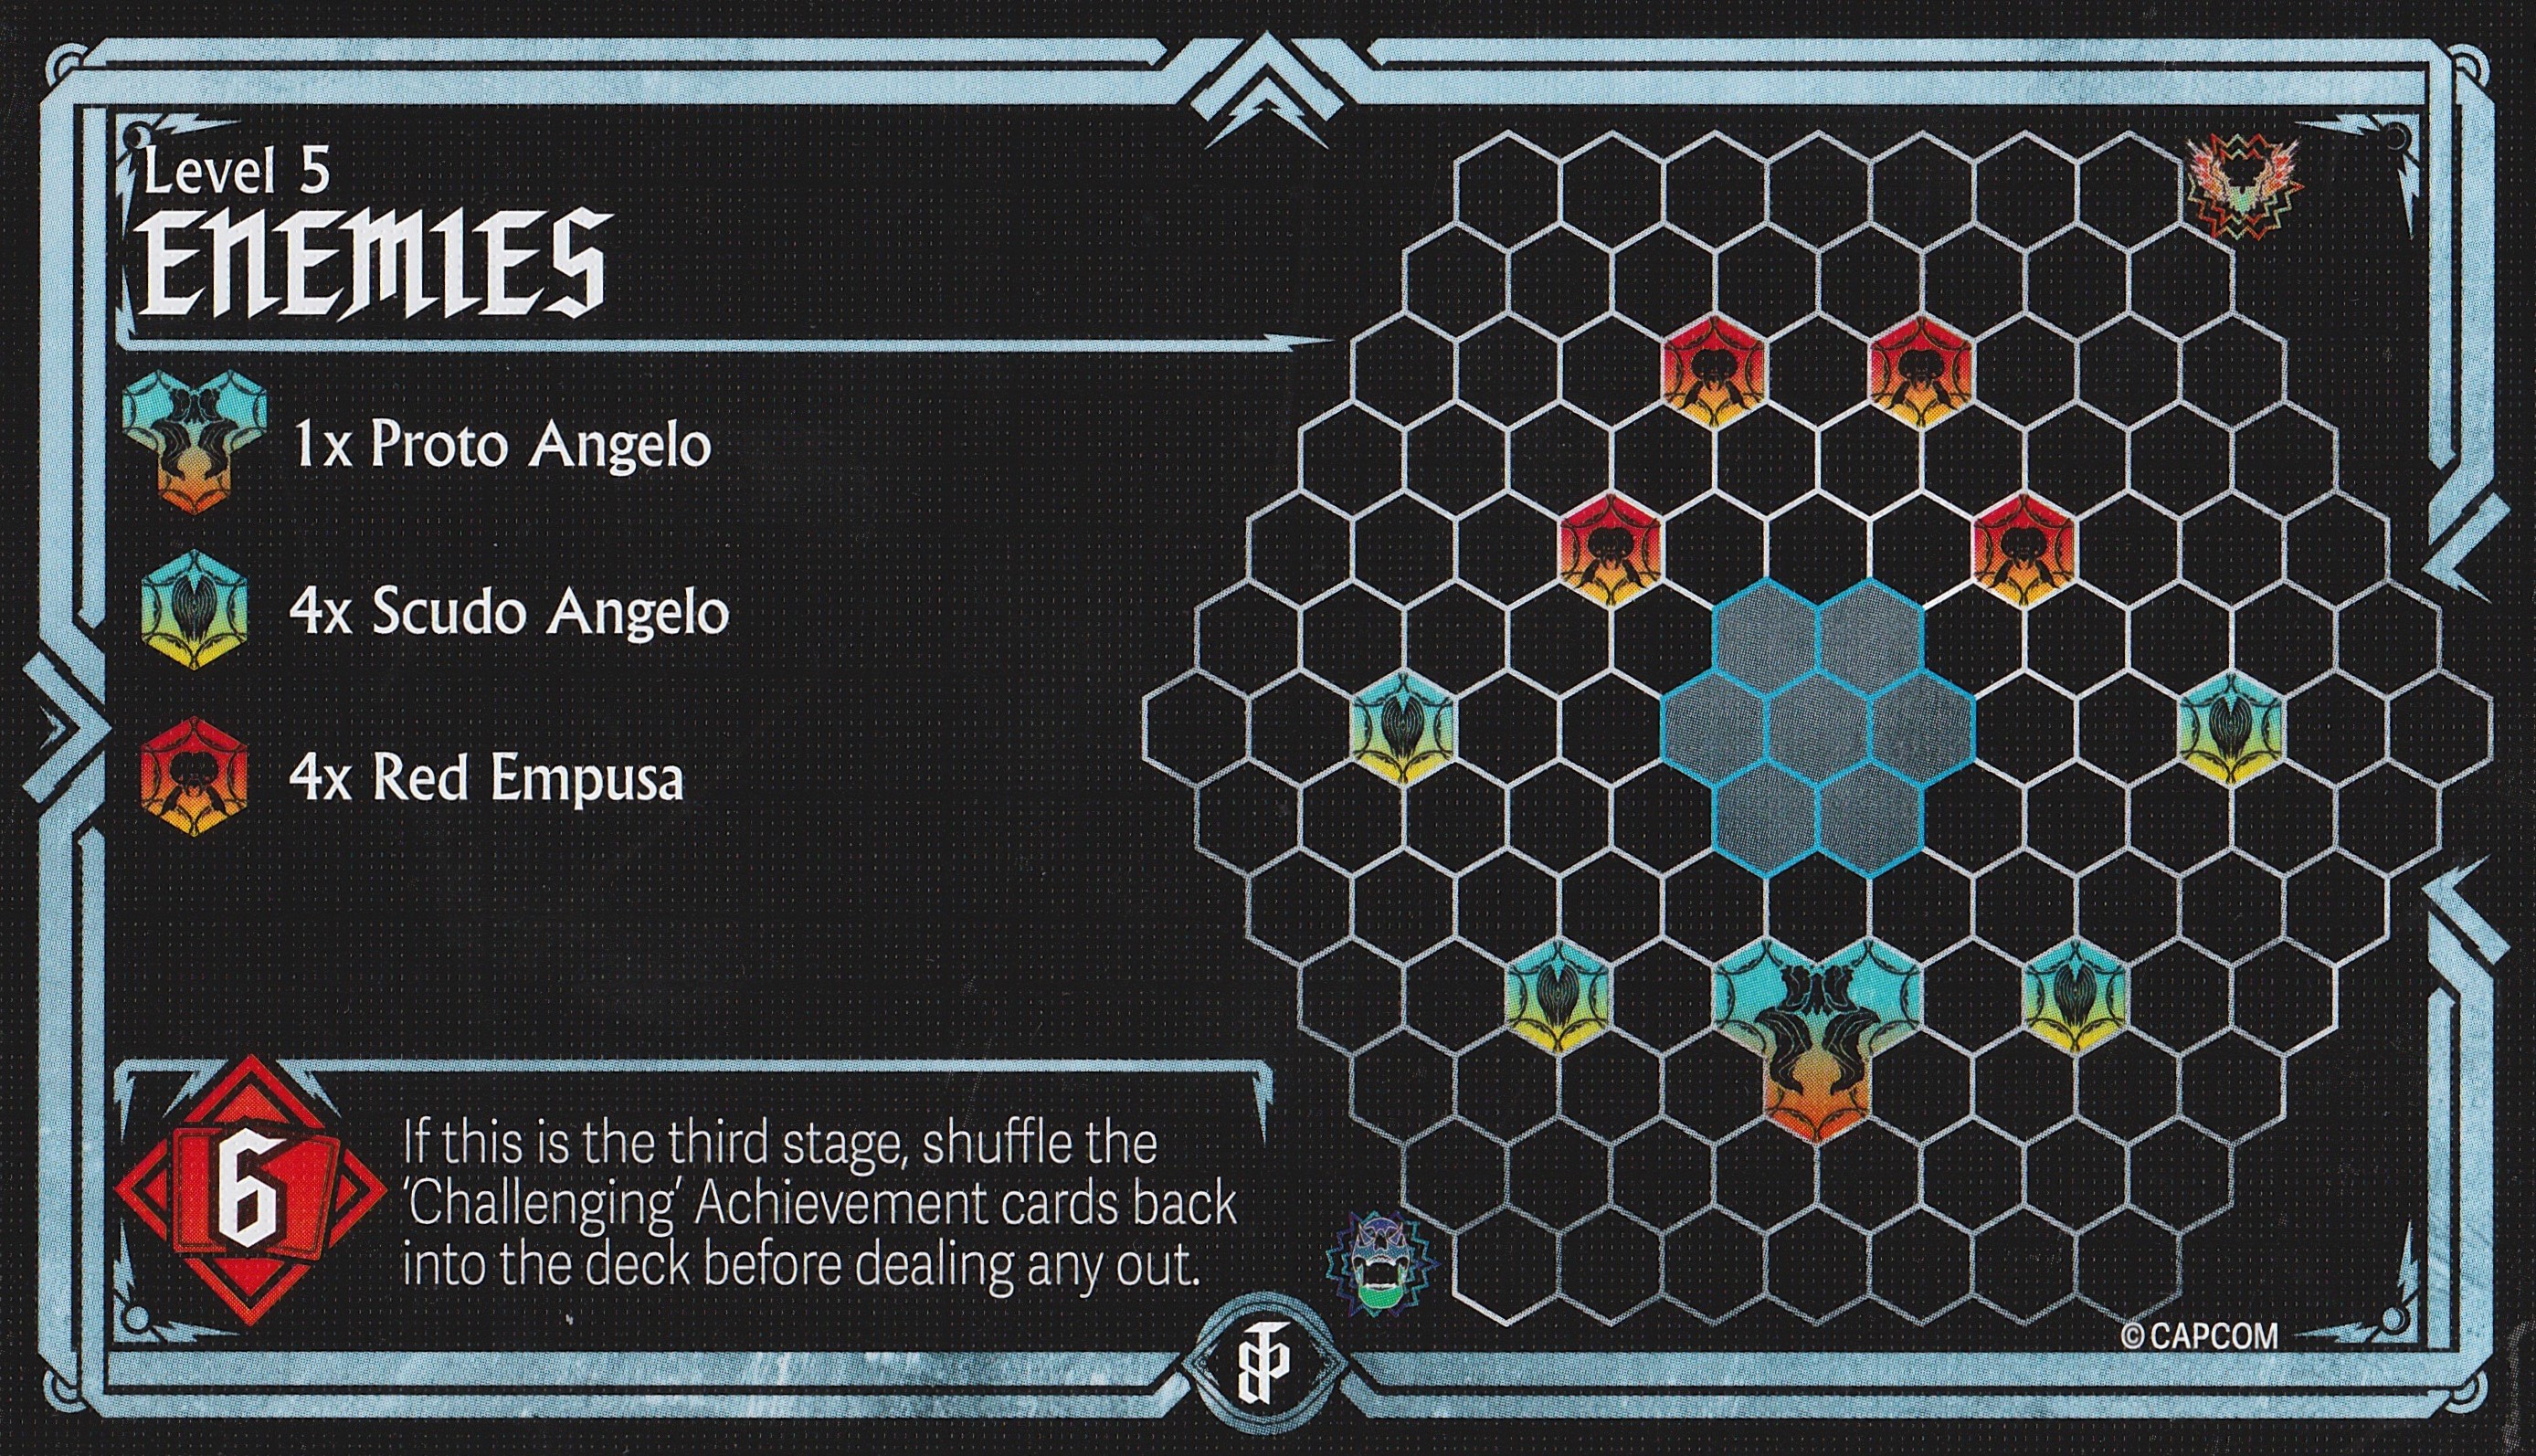 Level 5
ENEMIES
1x Proto Angelo
4x Scudo Angelo
4x Red Empusa
6
If this is the third stage, shuffle the
‘Challenging’ Achievement cards back
into the deck before dealing any out.
© CAPCOM